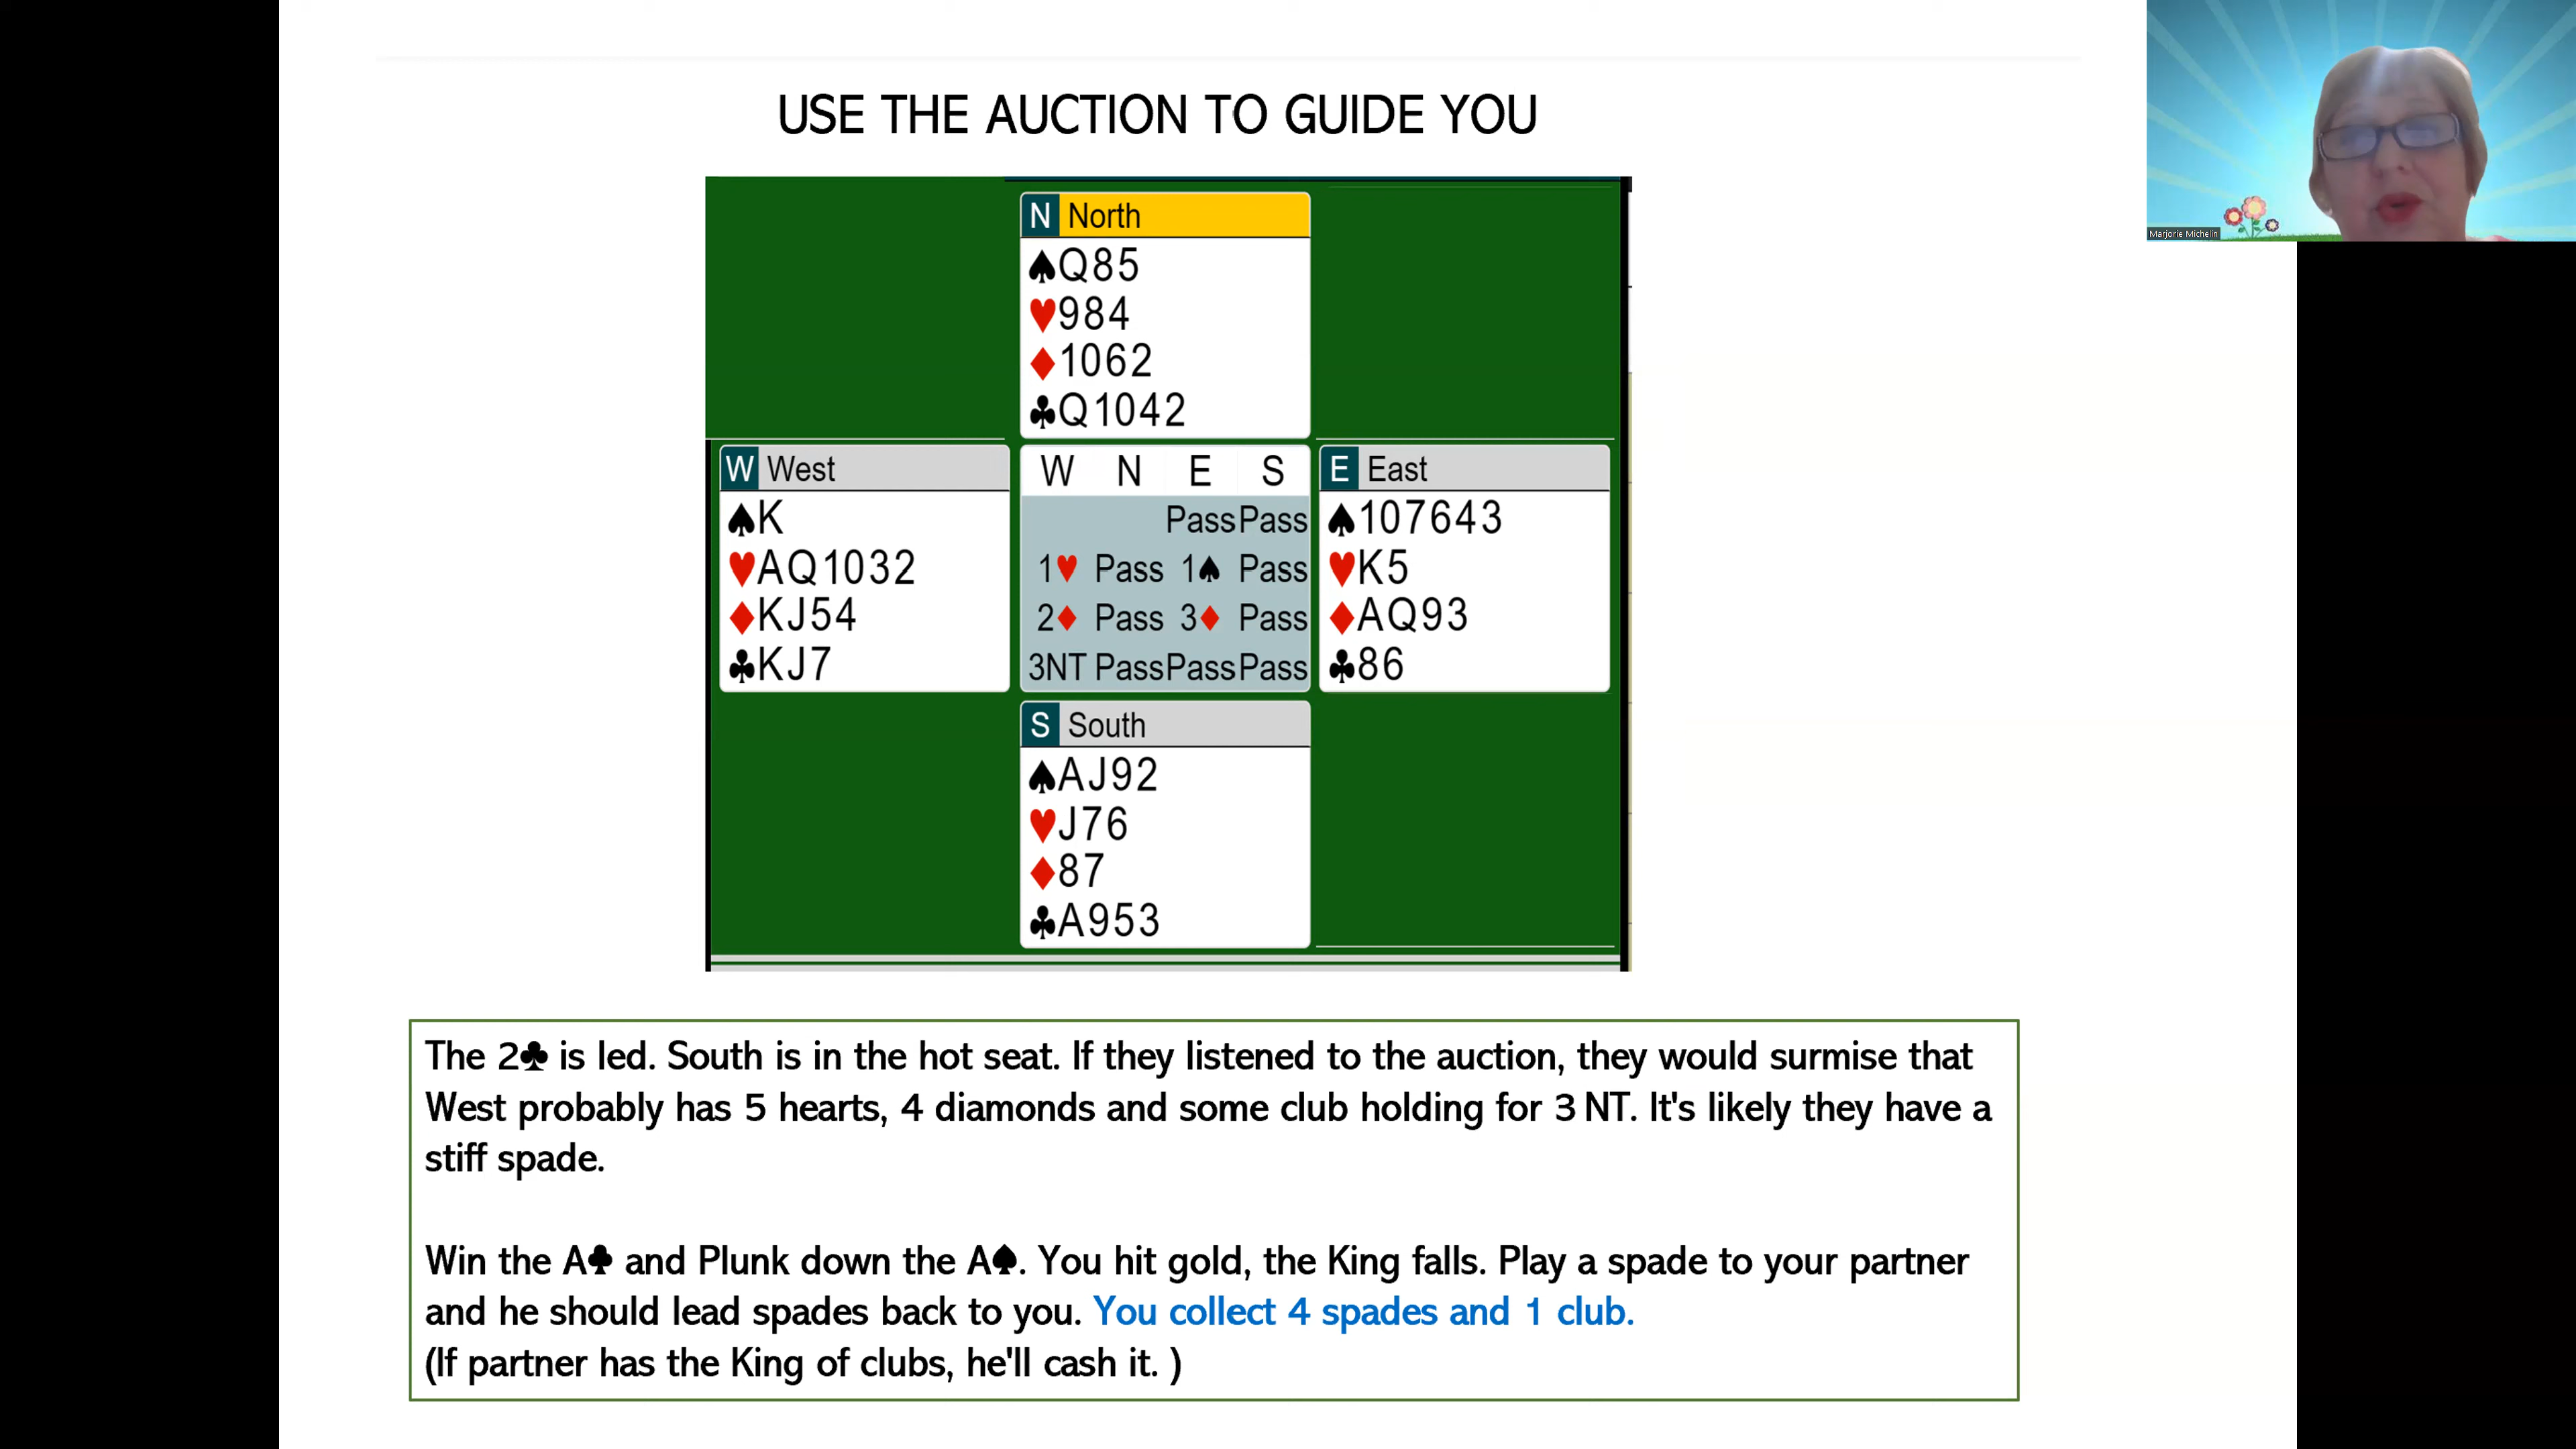 USE THE AUCTION TO GUIDE YOU
N North
♠Q85
♥984
♦1062
♣Q1042
W West
♠K
♥AQ1032
♦KJ54
♣KJ7
W N E S
Pass Pass
1♥ Pass 1♠ Pass
2♦ Pass 3♦ Pass
3NT Pass Pass Pass
E East
♠107643
♥K5
♦AQ93
♣86
S South
♠AJ92
♥J76
♦87
♣A953
The 2♣ is led. South is in the hot seat. If they listened to the auction, they would surmise that
West probably has 5 hearts, 4 diamonds and some club holding for 3 NT. It's likely they have a
stiff spade.
Win the A♣ and Plunk down the A♠. You hit gold, the King falls. Play a spade to your partner
and he should lead spades back to you. You collect 4 spades and 1 club.
(If partner has the King of clubs, he'll cash it. )
Marjorie Michelin